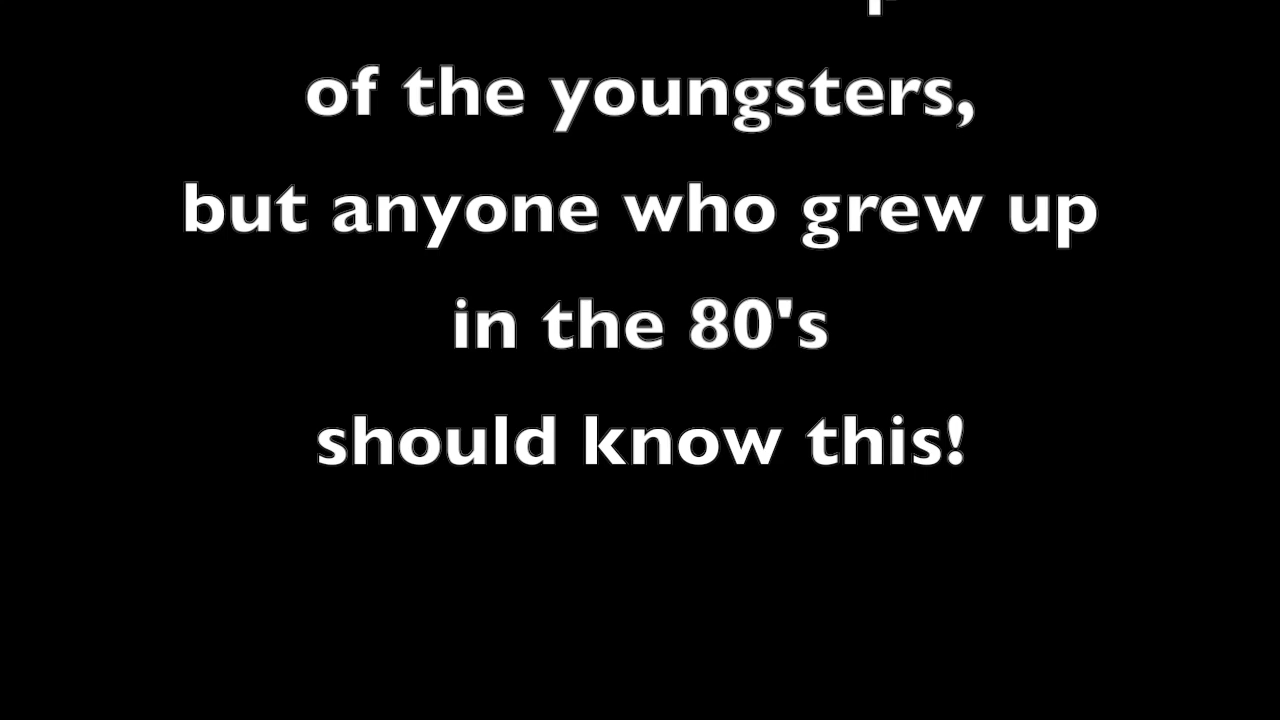 of the youngsters,
but anyone who grew up
in the 80's
should know this!